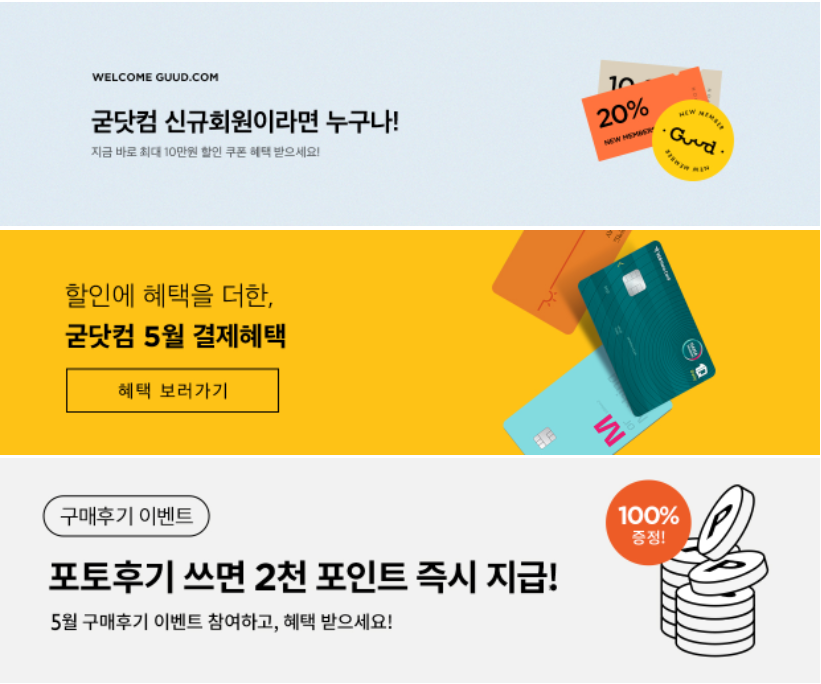 WELCOME GUUD.COM
굳닷컴 신규회원이라면 누구나!
지금 바로 최대 10만원 할인 쿠폰 혜택 받으세요!
20%
NEW MEMBERS
NEW MEMBER
Guud
NEW MEMBER
할인에 혜택을 더한,
굳닷컴 5월 결제혜택
혜택 보러가기
M
구매후기 이벤트
포토후기 쓰면 2천 포인트 즉시 지급!
5월 구매후기 이벤트 참여하고, 혜택 받으세요!
100%
증정!
P
P